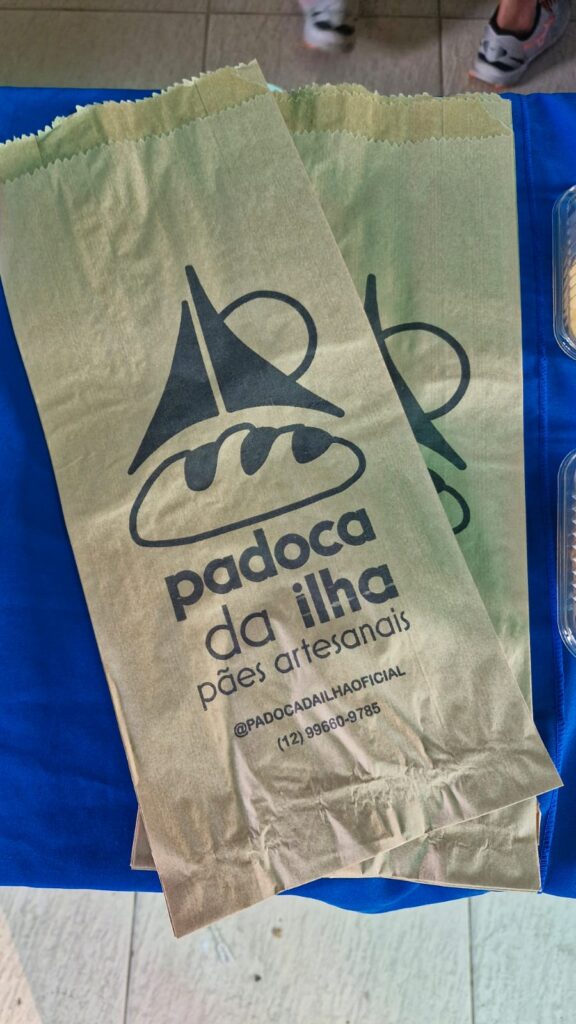 padoca
da ilha
pães artesanais
@PADOCADAILHAOFICIAL
(12) 99660-9785